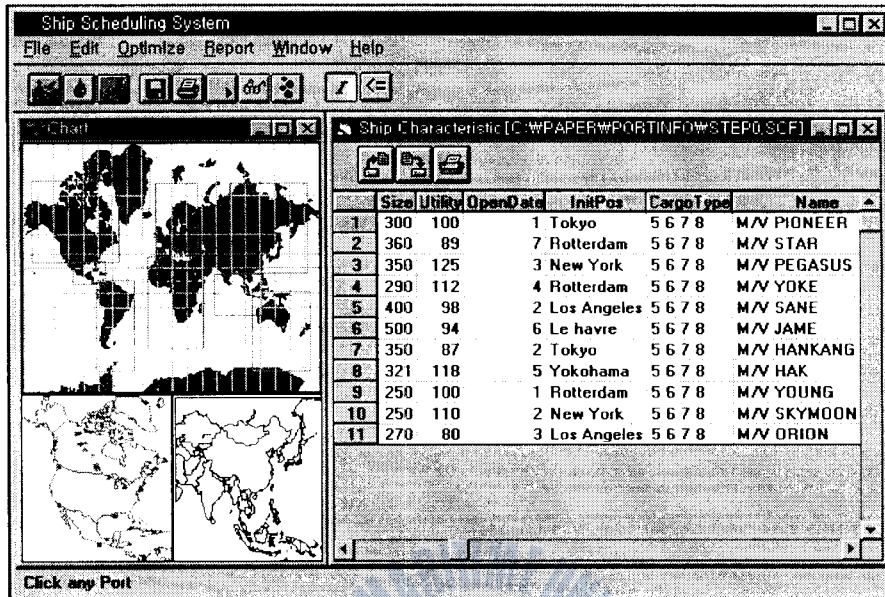 Ship Scheduling System
File Edit Optimize Report Window Help
I <=
Chart
Ship Characteristic [C:₩PAPER₩PORTINFO₩STEP0.SCF]
Size Utility OpenDate InitPos CargoType Name
1 300 100 1 Tokyo 5 6 7 8 M/V PIONEER
2 360 89 7 Rotterdam 5 6 7 8 M/V STAR
3 350 125 3 New York 5 6 7 8 M/V PEGASUS
4 290 112 4 Rotterdam 5 6 7 8 M/V YOKE
5 400 98 2 Los Angeles 5 6 7 8 M/V SANE
6 500 94 6 Le havre 5 6 7 8 M/V JAME
7 350 87 2 Tokyo 5 6 7 8 M/V HANKANG
8 321 118 5 Yokohama 5 6 7 8 M/V HAK
9 250 100 1 Rotterdam 5 6 7 8 M/V YOUNG
10 250 110 2 New York 5 6 7 8 M/V SKYMOON
11 270 80 3 Los Angeles 5 6 7 8 M/V ORION
Click any Port